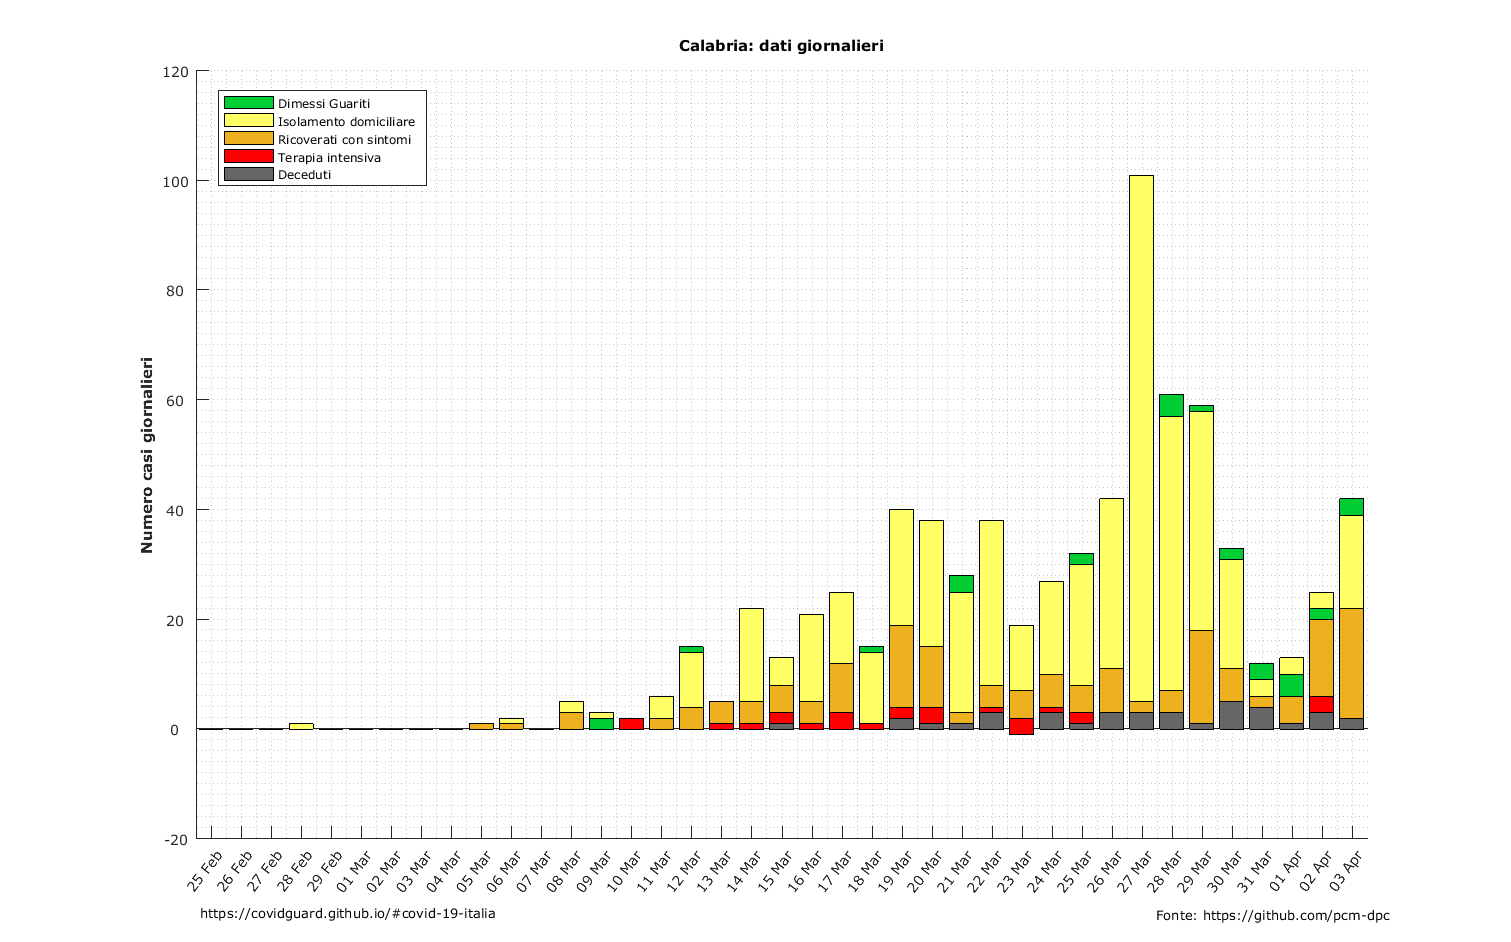 Calabria: dati giornalieri
Numero casi giornalieri
120
100
80
60
40
20
0
-20
Dimessi Guariti
Isolamento domiciliare
Ricoverati con sintomi
Terapia intensiva
Deceduti
25 Feb
26 Feb
27 Feb
28 Feb
29 Feb
01 Mar
02 Mar
03 Mar
04 Mar
05 Mar
06 Mar
07 Mar
08 Mar
09 Mar
10 Mar
11 Mar
12 Mar
13 Mar
14 Mar
15 Mar
16 Mar
17 Mar
18 Mar
19 Mar
20 Mar
21 Mar
22 Mar
23 Mar
24 Mar
25 Mar
26 Mar
27 Mar
28 Mar
29 Mar
30 Mar
31 Mar
01 Apr
02 Apr
03 Apr
https://covidguard.github.io/#covid-19-italia
Fonte: https://github.com/pcm-dpc